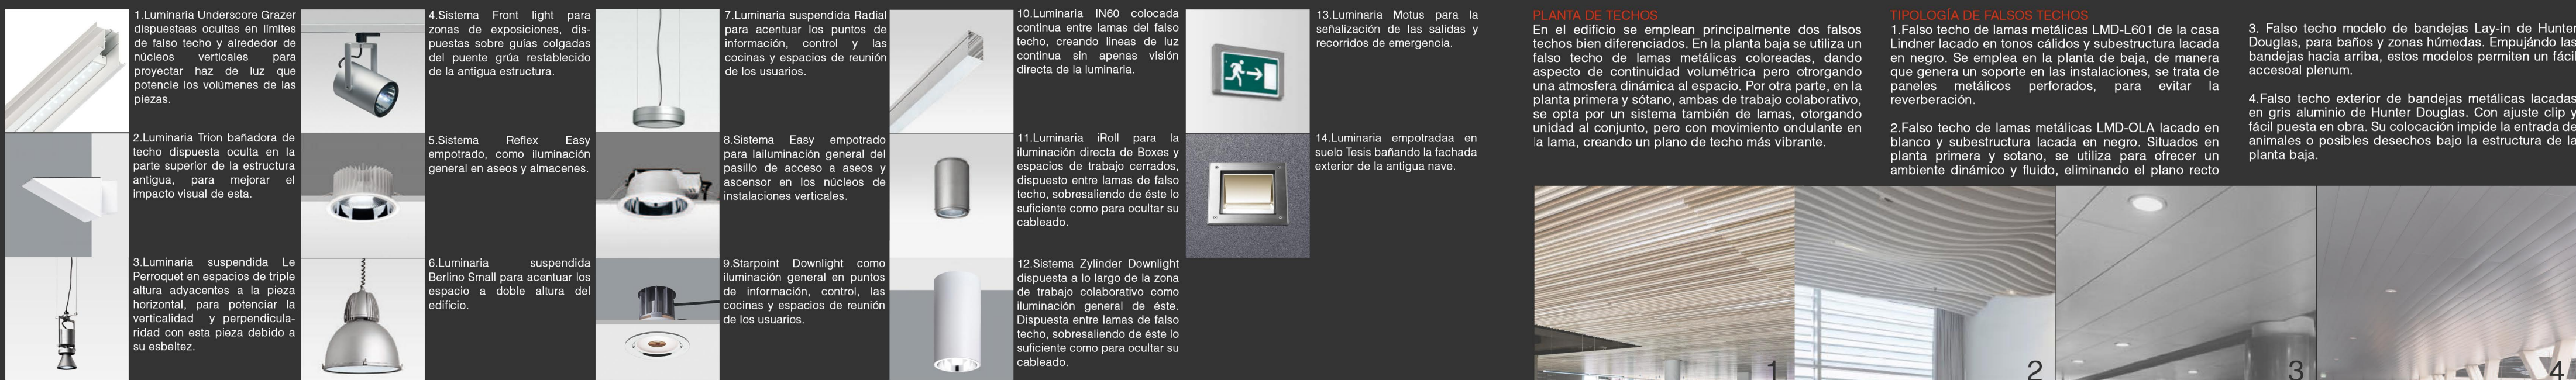 1.Luminaria Underscore Grazer
dispuestaas ocultas en límites
de falso techo y alrededor de
núcleos verticales para
proyectar haz de luz que
potencie los volúmenes de las
piezas.
2.Luminaria Trion bañadora de
techo dispuesta oculta en la
parte superior de la estructura
antigua, para mejorar el
impacto visual de esta.
3.Luminaria suspendida Le
Perroquet en espacios de triple
altura adyacentes a la pieza
horizontal, para potenciar la
verticalidad y perpendicula-
ridad con esta pieza debido a
su esbeltez.
4.Sistema Front light para
zonas de exposiciones, dis-
puestas sobre guías colgadas
del puente grúa restablecido
de la antigua estructura.
5.Sistema Reflex Easy
empotrado, como iluminación
general en aseos y almacenes.
6.Luminaria suspendida
Berlino Small para acentuar los
espacio a doble altura del
edificio.
7.Luminaria suspendida Radial
para acentuar los puntos de
información, control y las
cocinas y espacios de reunión
de los usuarios.
8.Sistema Easy empotrado
para lailuminación general del
pasillo de acceso a aseos y
ascensor en los núcleos de
instalaciones verticales.
9.Starpoint Downlight como
iluminación general en puntos
de información, control, las
cocinas y espacios de reunión
de los usuarios.
10.Luminaria IN60 colocada
continua entre lamas del falso
techo, creando lineas de luz
continua sin apenas visión
directa de la luminaria.
11.Luminaria iRoll para la
iluminación directa de Boxes y
espacios de trabajo cerrados,
dispuesto entre lamas de falso
techo, sobresaliendo de éste lo
suficiente como para ocultar su
cableado.
12.Sistema Zylinder Downlight
dispuesta a lo largo de la zona
de trabajo colaborativo como
iluminación general de éste.
Dispuesta entre lamas de falso
techo, sobresaliendo de éste lo
suficiente como para ocultar su
cableado.
13.Luminaria Motus para la
señalización de las salidas y
recorridos de emergencia.
14.Luminaria empotradaa en
suelo Tesis bañando la fachada
exterior de la antigua nave.
PLANTA DE TECHOS
En el edificio se emplean principalmente dos falsos
techos bien diferenciados. En la planta baja se utiliza un
falso techo de lamas metálicas coloreadas, dando
aspecto de continuidad volumétrica pero otrorgando
una atmosfera dinámica al espacio. Por otra parte, en la
planta primera y sótano, ambas de trabajo colaborativo,
se opta por un sistema también de lamas, otorgando
unidad al conjunto, pero con movimiento ondulante en
la lama, creando un plano de techo más vibrante.
TIPOLOGÍA DE FALSOS TECHOS
1.Falso techo de lamas metálicas LMD-L601 de la casa
Lindner lacado en tonos cálidos y subestructura lacada
en negro. Se emplea en la planta de baja, de manera
que genera un soporte en las instalaciones, se trata de
paneles metálicos perforados, para evitar la
reverberación.
2.Falso techo de lamas metálicas LMD-OLA lacado en
blanco y subestructura lacada en negro. Situados en
planta primera y sotano, se utiliza para ofrecer un
ambiente dinámico y fluido, eliminando el plano recto
3. Falso techo modelo de bandejas Lay-in de Hunter
Douglas, para baños y zonas húmedas. Empujándo las
bandejas hacia arriba, estos modelos permiten un fácil
accesoal plenum.
4.Falso techo exterior de bandejas metálicas lacadas
en gris aluminio de Hunter Douglas. Con ajuste clip y
fácil puesta en obra. Su colocación impide la entrada de
animales o posibles desechos bajo la estructura de la
planta baja.
1
2
3
4